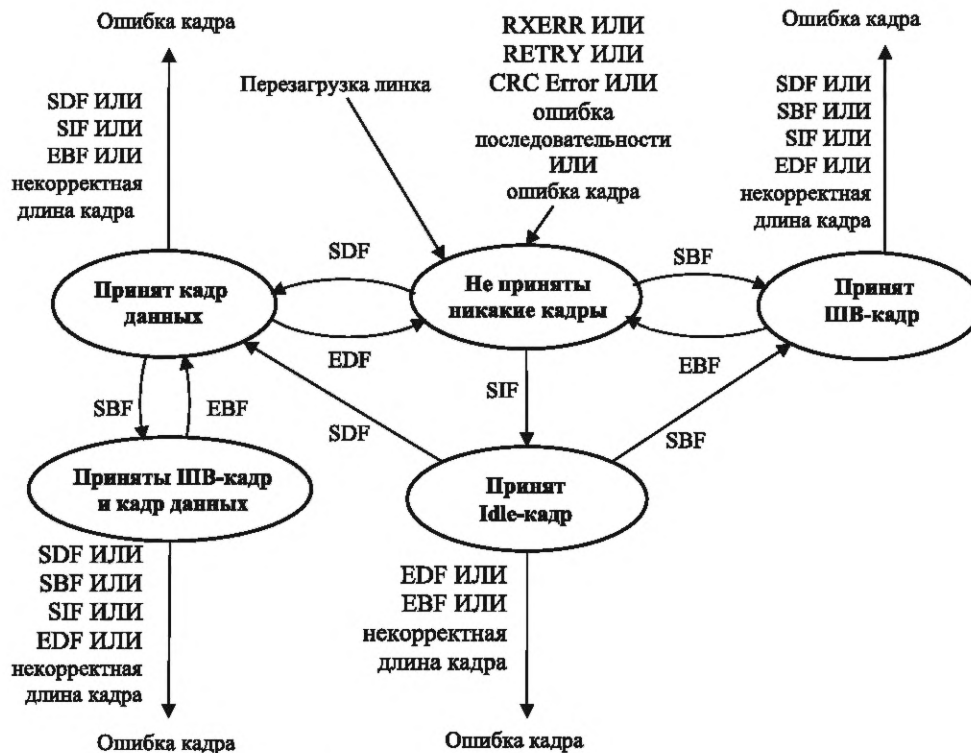 Ошибка кадра
SDF ИЛИ
SIF ИЛИ
EBF ИЛИ
некорректная
длина кадра
Перезагрузка линка
RXERR ИЛИ
RETRY ИЛИ
CRC Error ИЛИ
ошибка
последовательности
ИЛИ
ошибка кадра
Ошибка кадра
SDF ИЛИ
SBF ИЛИ
SIF ИЛИ
EDF ИЛИ
некорректная
длина кадра
Принят кадр
данных
SDF
EDF
Не приняты
никакие кадры
SBF
EBF
Принят
ШВ-кадр
SBF
EBF
SDF
SIF
SBF
Приняты ШВ-кадр
и кадр данных
Принят
Idle-кадр
SDF ИЛИ
SBF ИЛИ
SIF ИЛИ
EDF ИЛИ
некорректная
длина кадра
Ошибка кадра
EDF ИЛИ
EBF ИЛИ
некорректная
длина кадра
Ошибка кадра